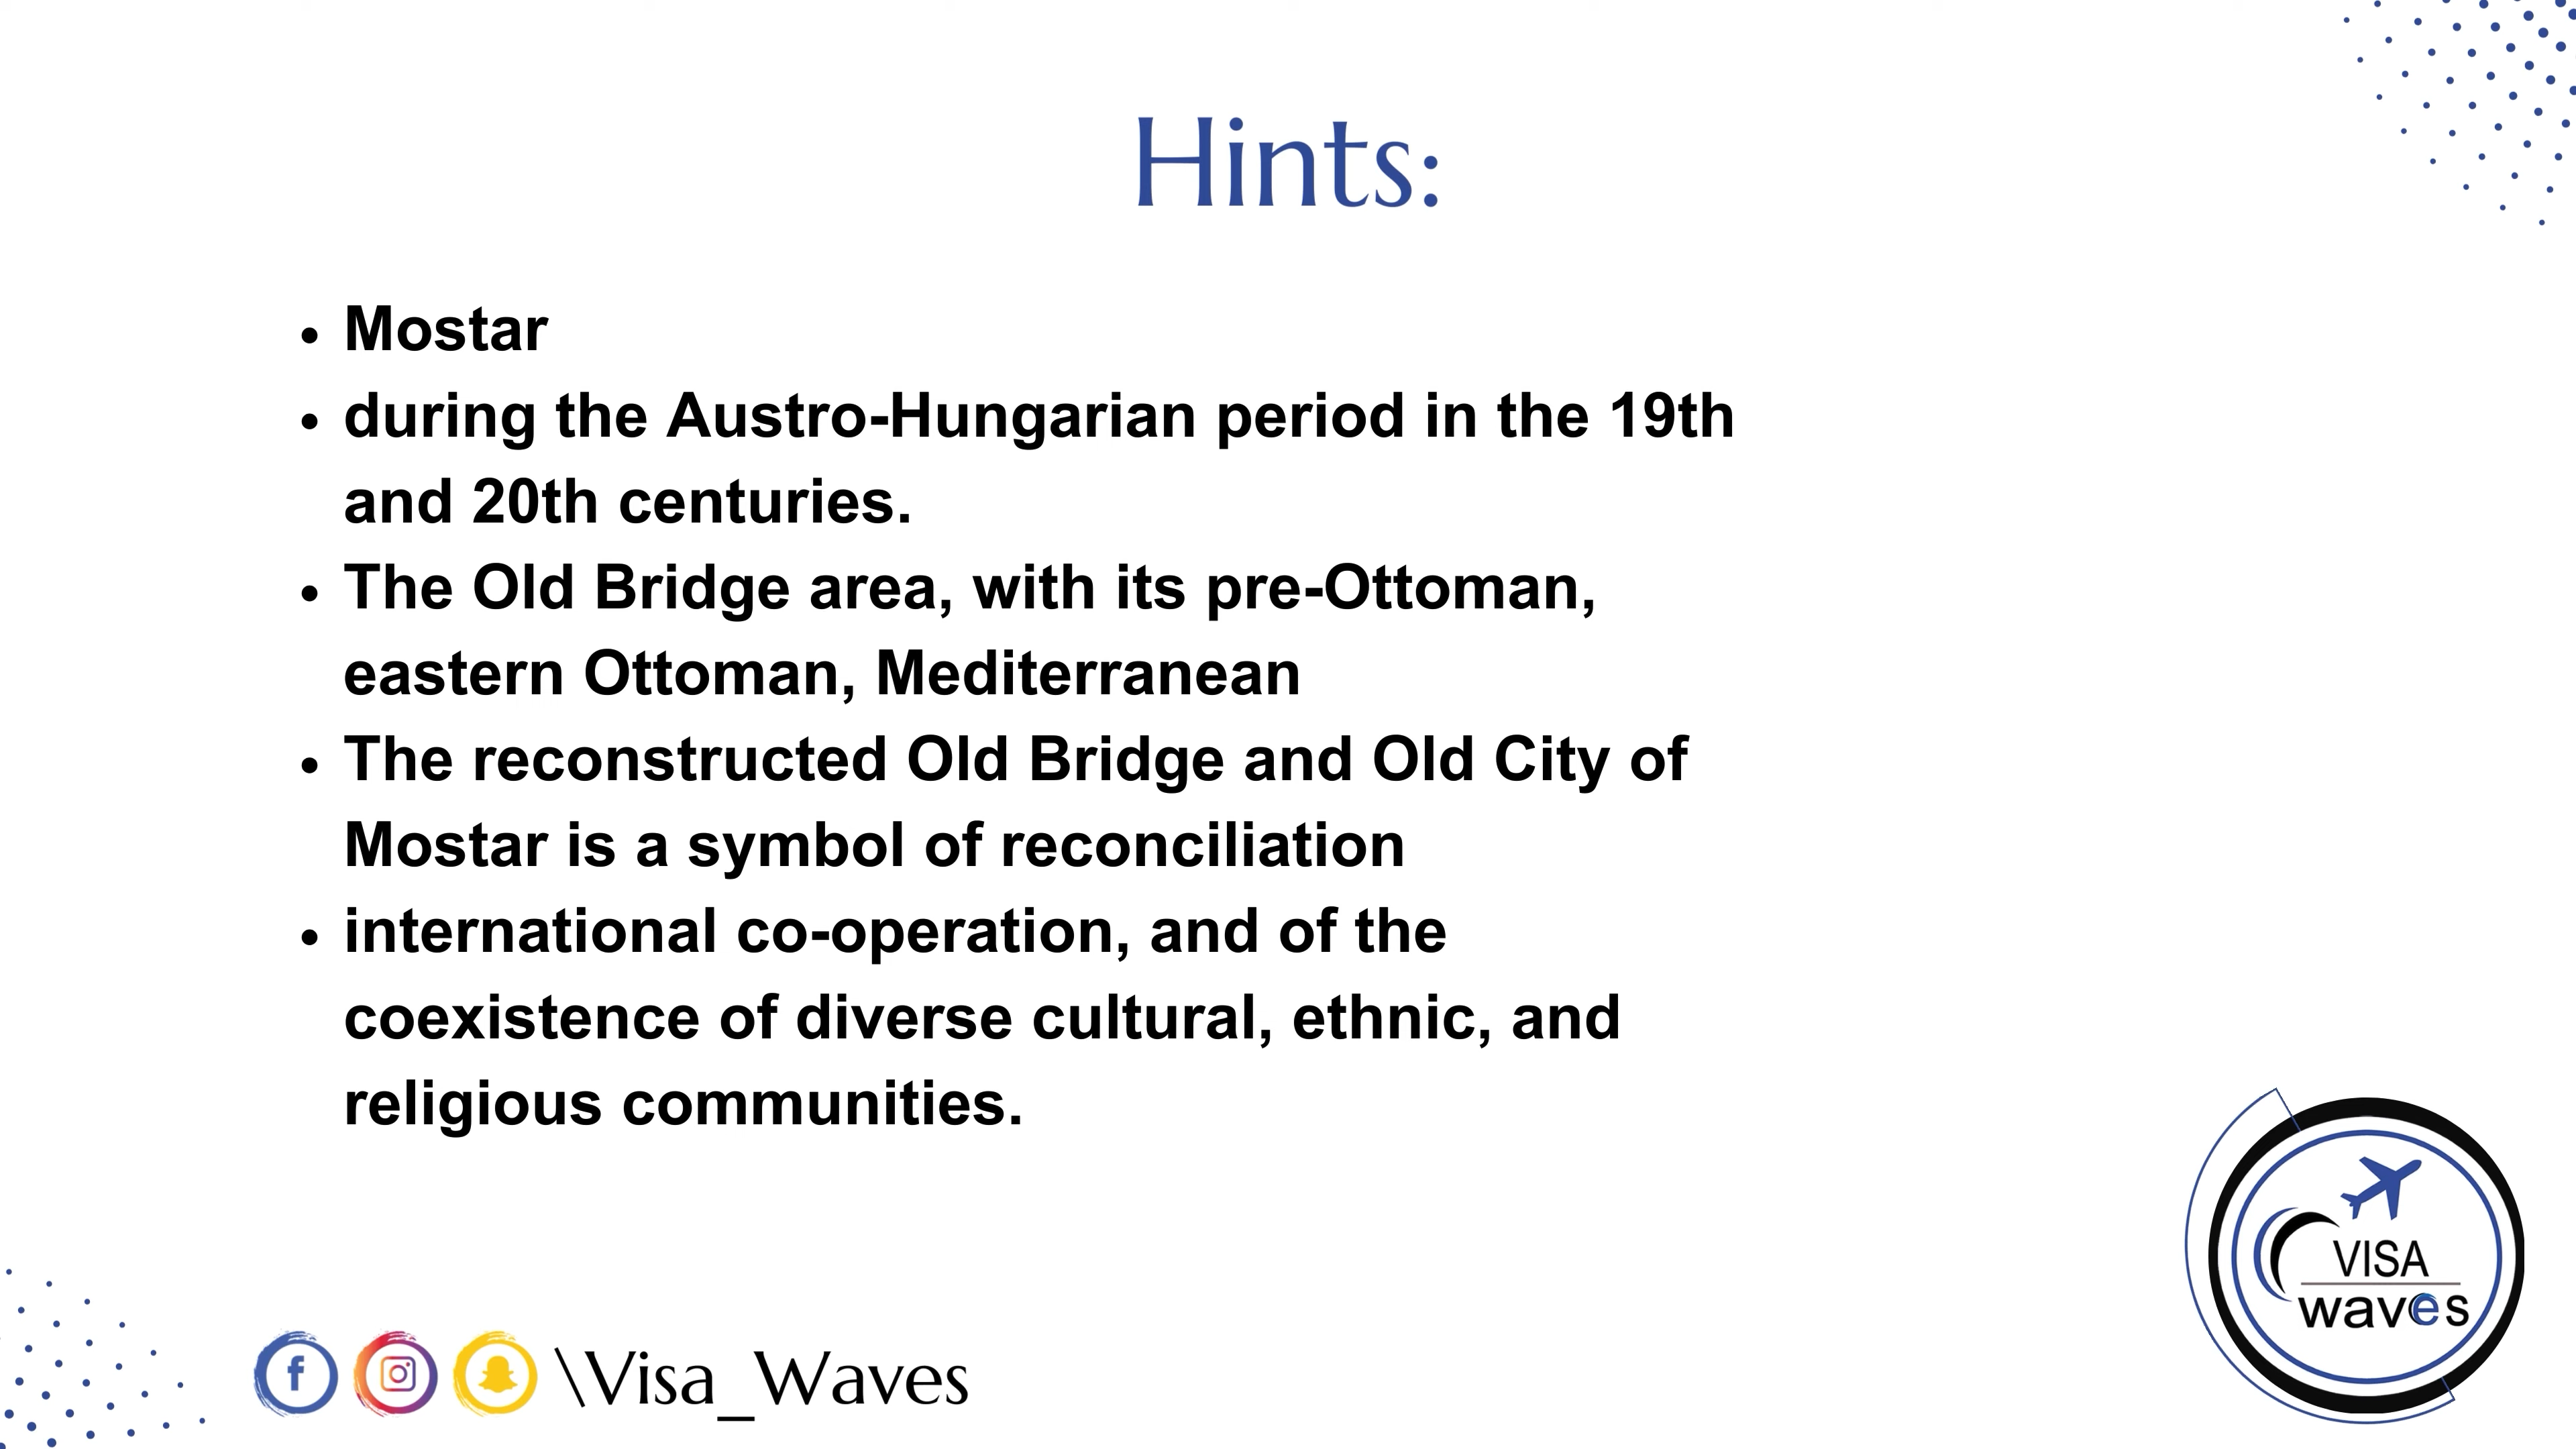 Hints:
• Mostar
• during the Austro-Hungarian period in the 19th
and 20th centuries.
• The Old Bridge area, with its pre-Ottoman,
eastern Ottoman, Mediterranean
• The reconstructed Old Bridge and Old City of
Mostar is a symbol of reconciliation
• international co-operation, and of the
coexistence of diverse cultural, ethnic, and
religious communities.
VISA
waves
\Visa_Waves